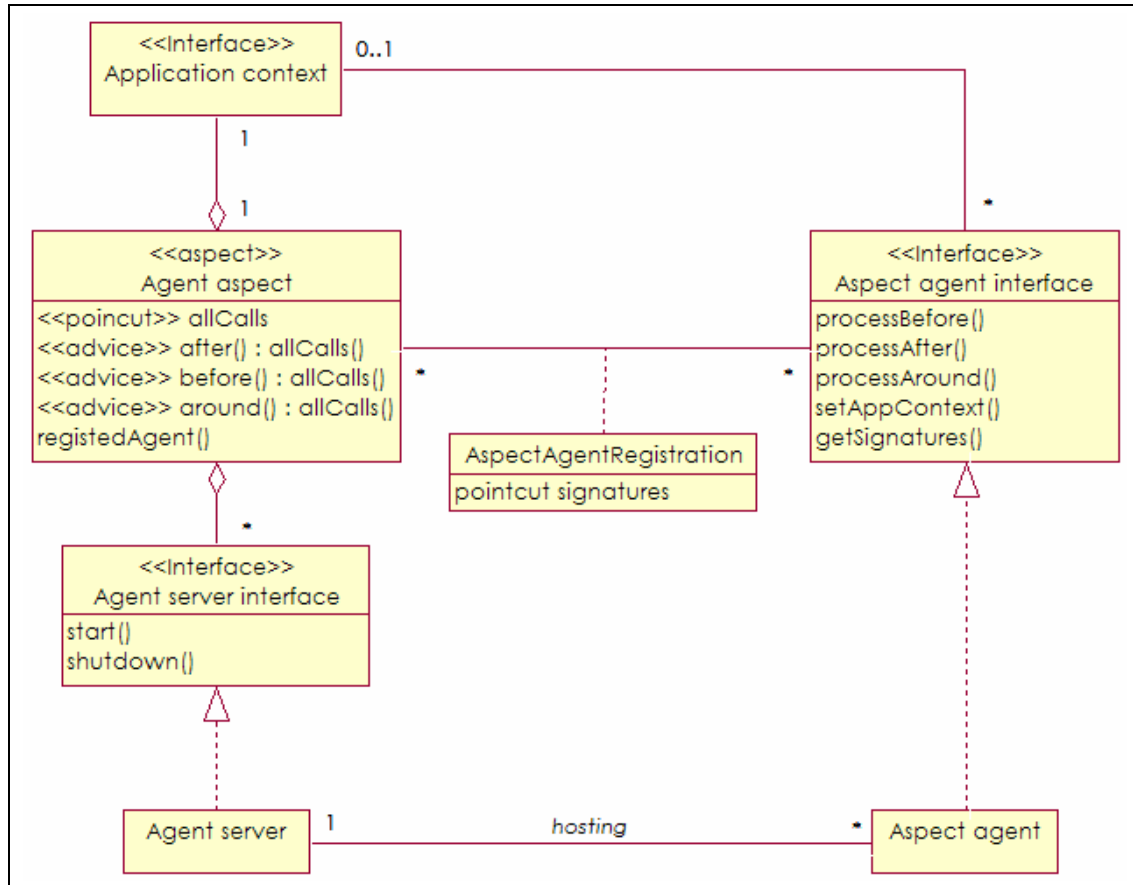 <<Interface>>
Application context
0..1
1
1
*
<<aspect>>
Agent aspect
<<poincut>> allCalls
<<advice>> after() : allCalls()
<<advice>> before() : allCalls()
<<advice>> around() : allCalls()
registedAgent()
*
*
<<Interface>>
Aspect agent interface
processBefore()
processAfter()
processAround()
setAppContext()
getSignatures()
AspectAgentRegistration
pointcut signatures
*
<<Interface>>
Agent server interface
start()
shutdown()
Agent server
1
hosting
*
Aspect agent